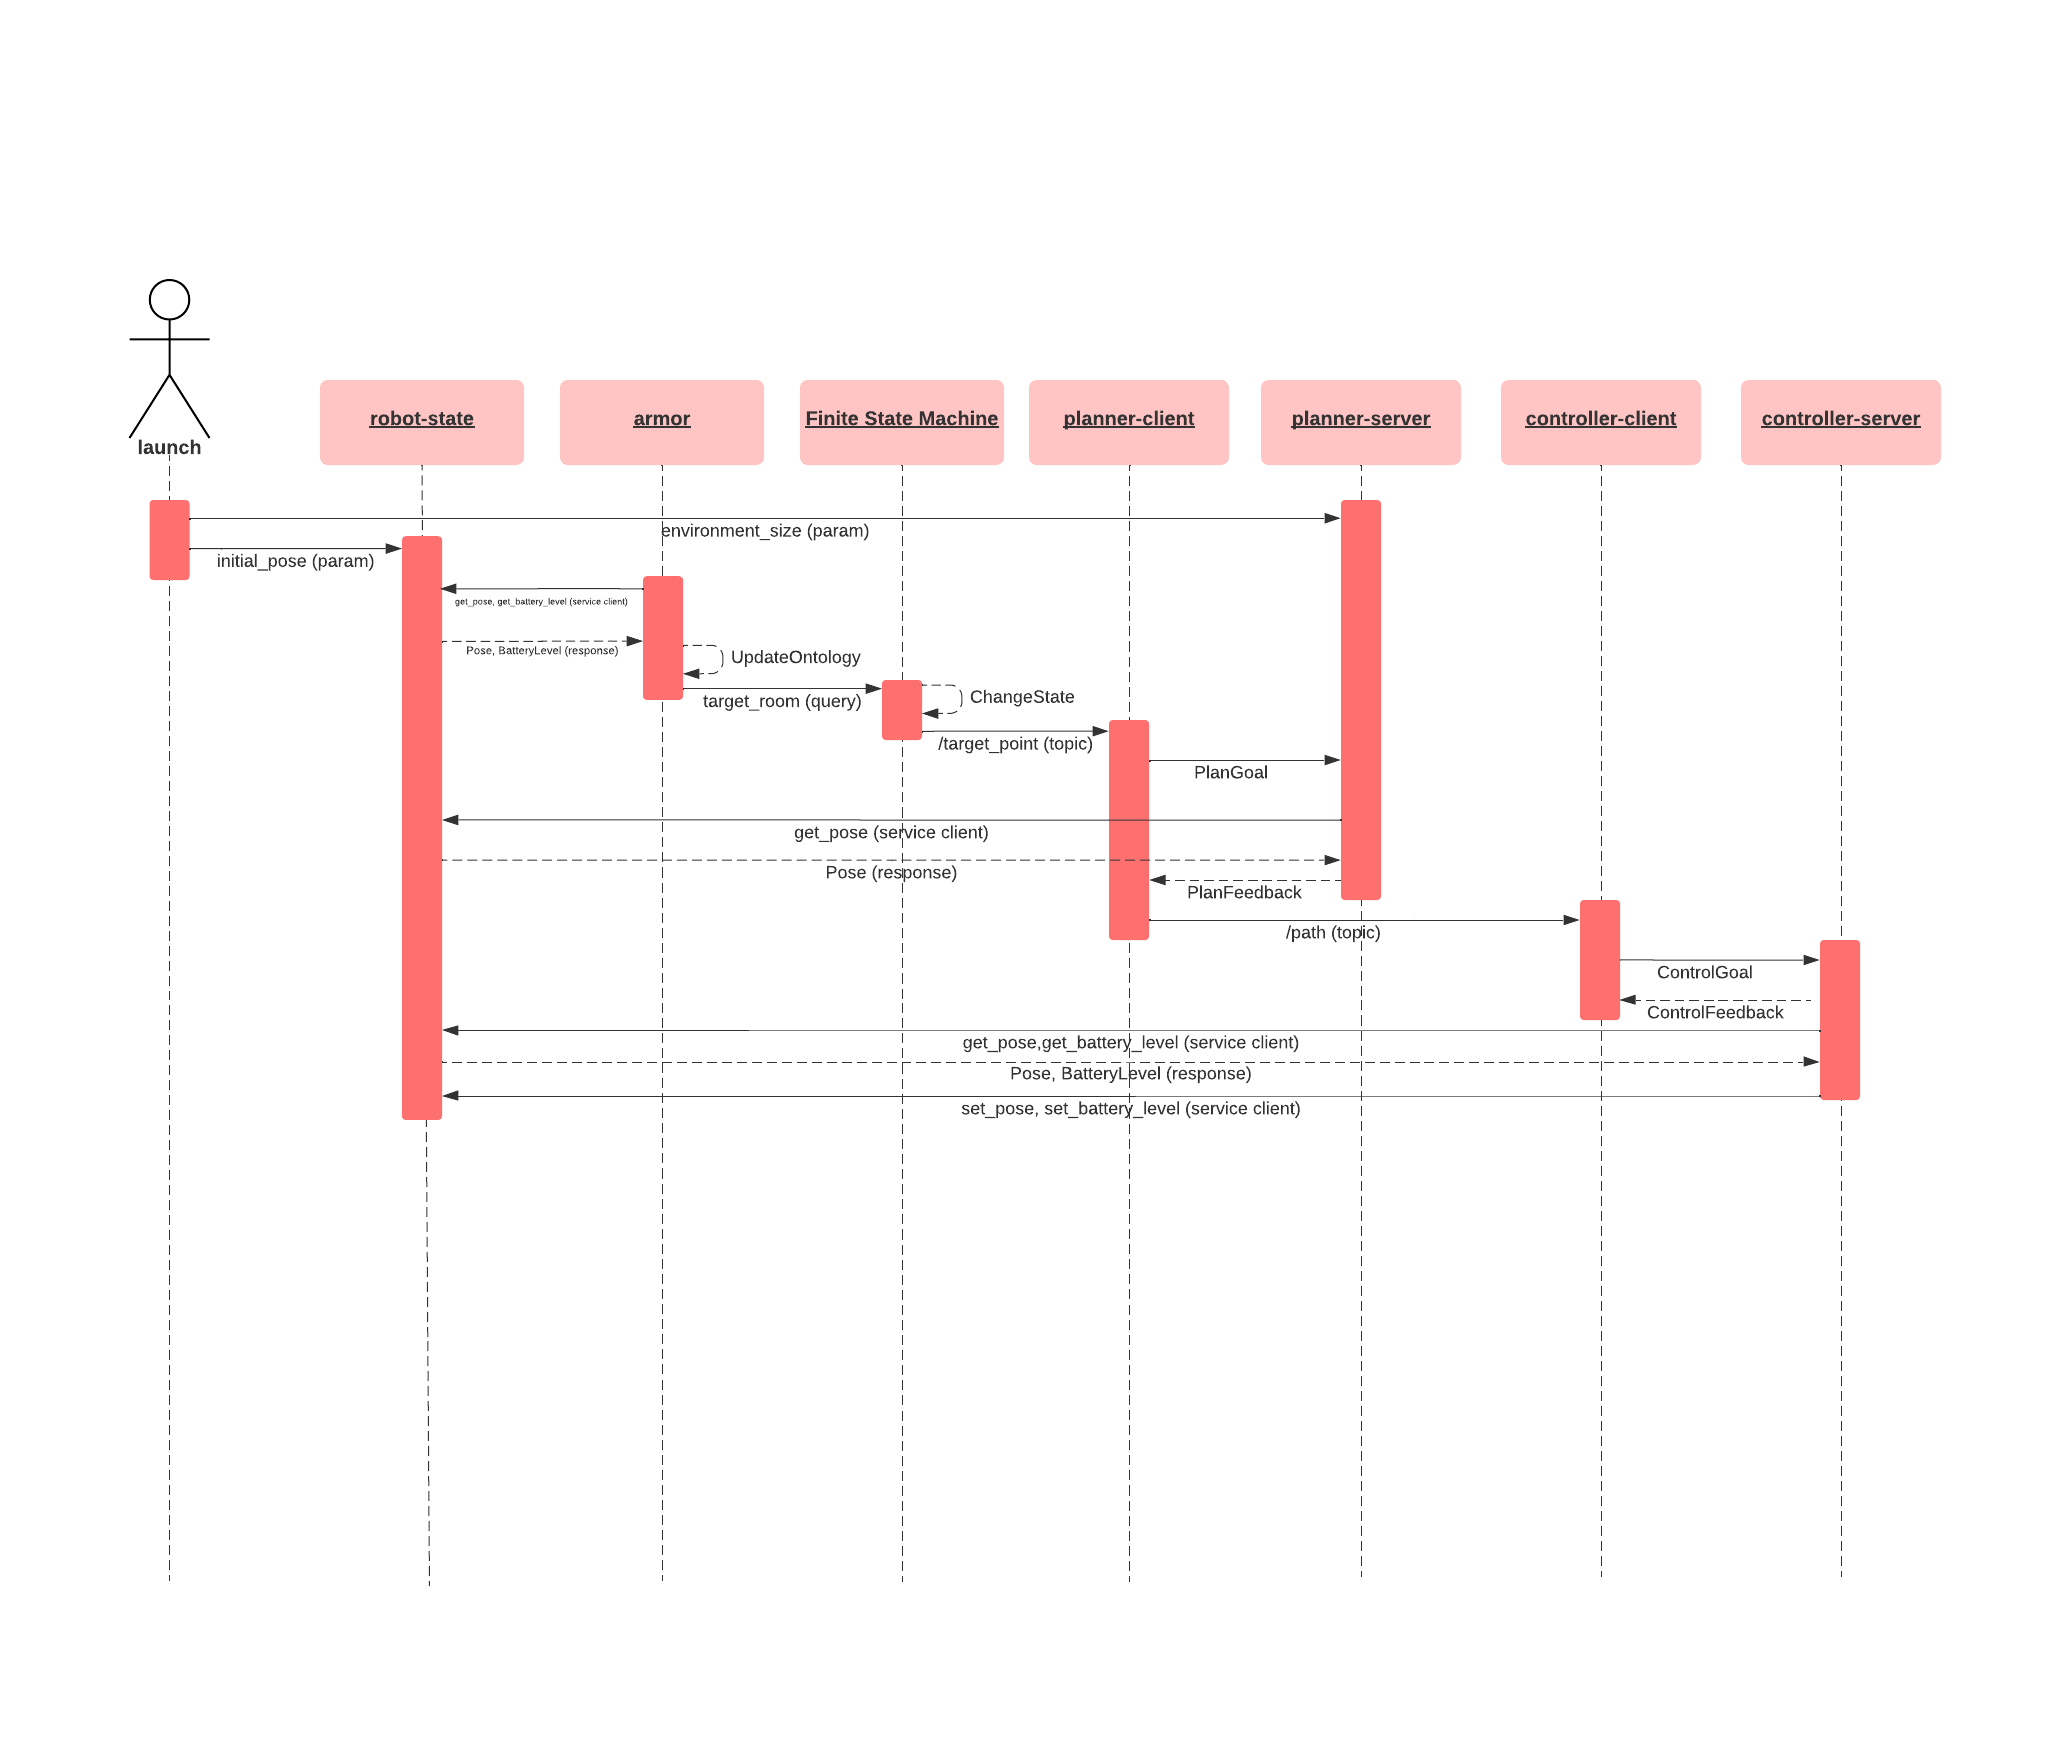 launch
robot-state
armor
Finite State Machine
planner-client
planner-server
controller-client
controller-server
environment_size (param)
initial_pose (param)
get_pose, get_battery_level (service client)
Pose, BatteryLevel (response)
UpdateOntology
target_room (query)
ChangeState
/target_point (topic)
PlanGoal
get_pose (service client)
Pose (response)
PlanFeedback
/path (topic)
ControlGoal
ControlFeedback
get_pose,get_battery_level (service client)
Pose, BatteryLevel (response)
set_pose, set_battery_level (service client)